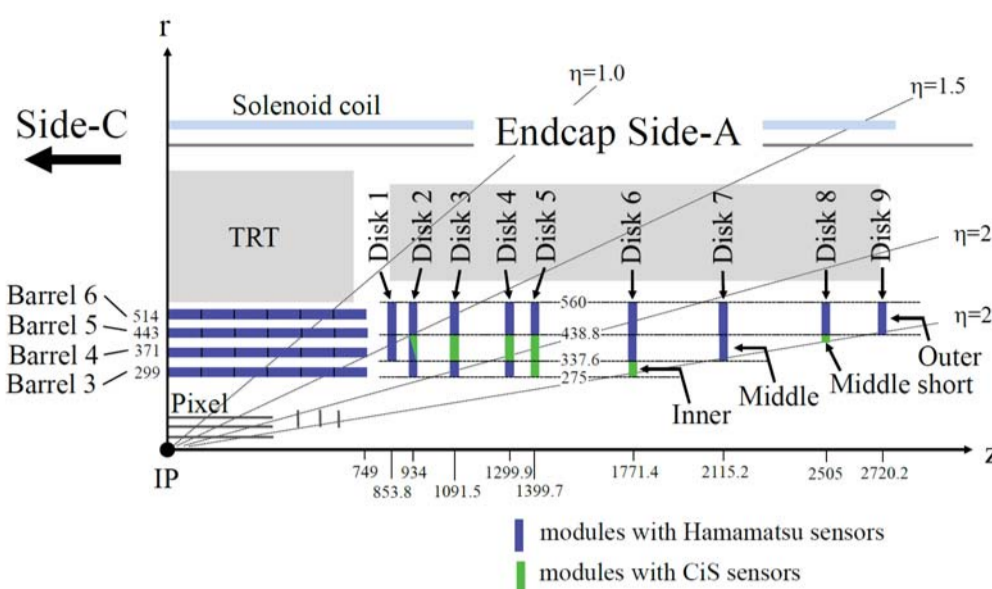 r
η=1.0
η=1.5
Solenoid coil
Side-C
Endcap Side-A
TRT
Disk 1
Disk 2
Disk 3
Disk 4
Disk 5
Disk 6
Disk 7
Disk 8
Disk 9
η=2
Barrel 6
514
Barrel 5
443
Barrel 4
371
Barrel 3
299
560
438.8
337.6
275
η=2
Outer
Middle short
Middle
Inner
Pixel
IP
z
749
853.8
934
1091.5
1299.9
1399.7
1771.4
2115.2
2505
2720.2
modules with Hamamatsu sensors
modules with CiS sensors